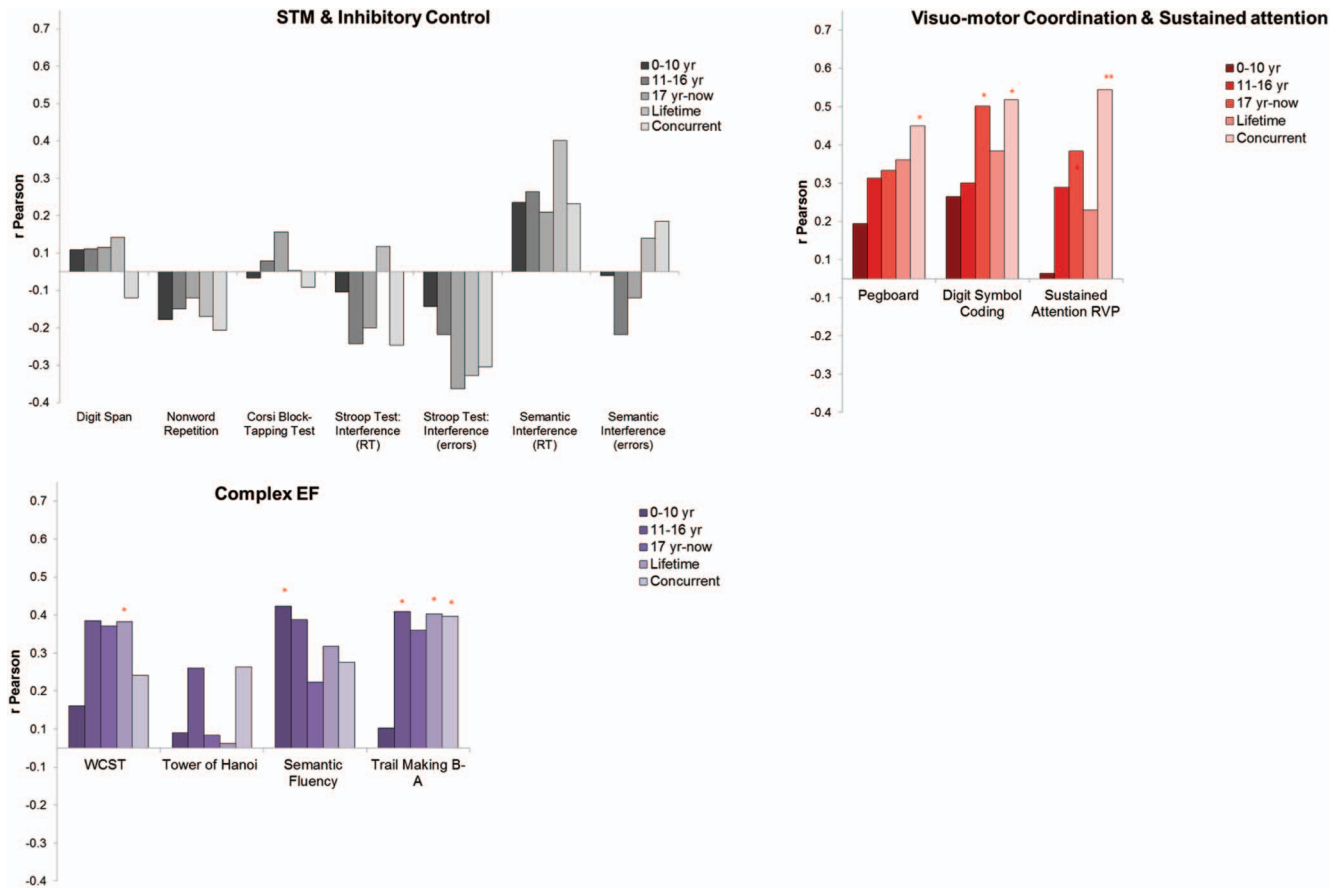 STM & Inhibitory Control
0.7
0.6
0.5
0.4
0.3
0.2
0.1
-0.1
-0.2
-0.3
-0.4
r Pearson
0-10 yr
11-16 yr
17 yr-now
Lifetime
Concurrent
Digit Span
Nonword
Repetition
Corsi Block-
Tapping Test
Stroop Test:
Interference
(RT)
Stroop Test:
Interference
(errors)
Semantic
Interference
(RT)
Semantic
Interference
(errors)
Visuo-motor Coordination & Sustained attention
0.7
0.6
0.5
0.4
0.3
0.2
0.1
-0.1
-0.2
-0.3
-0.4
r Pearson
*
*
*
*
**
0-10 yr
11-16 yr
17 yr-now
Lifetime
Concurrent
Pegboard
Digit Symbol
Coding
Sustained
Attention RVP
Complex EF
0.7
0.6
0.5
0.4
0.3
0.2
0.1
-0.1
-0.2
-0.3
-0.4
r Pearson
*
*
*
*
*
0-10 yr
11-16 yr
17 yr-now
Lifetime
Concurrent
WCST
Tower of Hanoi
Semantic
Fluency
Trail Making B-
A